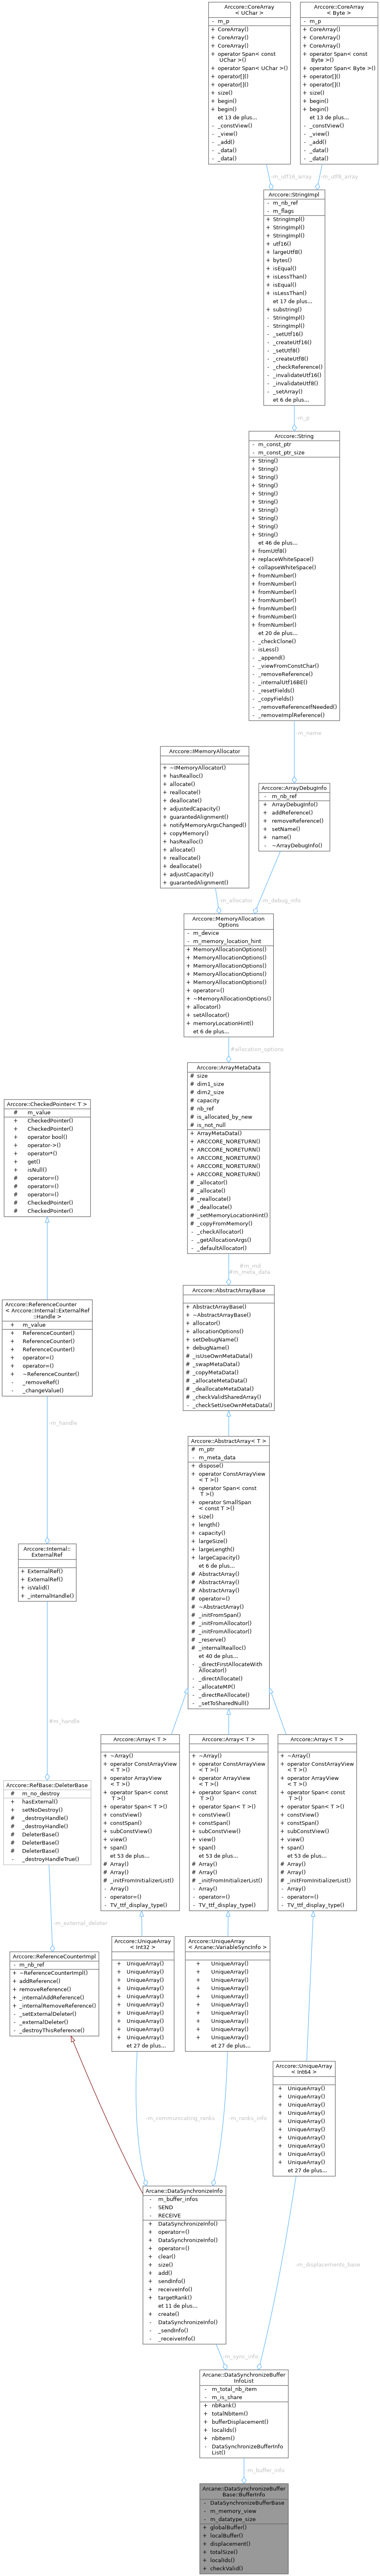 Arccore::CoreArray
< UChar >
- m_p
+ CoreArray()
+ CoreArray()
+ CoreArray()
+ operator Span< const
UChar >()
+ operator Span< UChar >()
+ operator[]()
+ operator[]()
+ size()
+ begin()
+ begin()
et 13 de plus...
- _constView()
- _view()
- _add()
- _data()
- _data()
Arccore::CoreArray
< Byte >
- m_p
+ CoreArray()
+ CoreArray()
+ CoreArray()
+ operator Span< const
Byte >()
+ operator Span< Byte >()
+ operator[]()
+ operator[]()
+ size()
+ begin()
+ begin()
et 13 de plus...
- _constView()
- _view()
- _add()
- _data()
- _data()
-m_utf16_array
-m_utf8_array
Arccore::StringImpl
- m_nb_ref
- m_flags
+ StringImpl()
+ StringImpl()
+ StringImpl()
+ utf16()
+ largeUtf8()
+ bytes()
+ isEqual()
+ isLessThan()
+ isEqual()
+ isLessThan()
et 17 de plus...
+ substring()
- StringImpl()
- StringImpl()
- _setUtf16()
- _createUtf16()
- _setUtf8()
- _createUtf8()
- _checkReference()
- _invalidateUtf16()
- _invalidateUtf8()
- _setArray()
et 6 de plus...
-m_p
Arccore::String
- m_const_ptr
- m_const_ptr_size
+ String()
+ String()
+ String()
+ String()
+ String()
+ String()
+ String()
+ String()
+ String()
+ String()
et 46 de plus...
+ fromUtf8()
+ replaceWhiteSpace()
+ collapseWhiteSpace()
+ fromNumber()
+ fromNumber()
+ fromNumber()
+ fromNumber()
+ fromNumber()
+ fromNumber()
+ fromNumber()
et 20 de plus...
- _checkClone()
- isLess()
- _append()
- _viewFromConstChar()
- _removeReference()
- _internalUtf16BE()
- _resetFields()
- _copyFields()
- _removeReferenceIfNeeded()
- _removeImplReference()
-m_name
Arccore::IMemoryAllocator
+ ~IMemoryAllocator()
+ hasRealloc()
+ allocate()
+ reallocate()
+ deallocate()
+ adjustedCapacity()
+ guarantedAlignment()
+ notifyMemoryArgsChanged()
+ copyMemory()
+ hasRealloc()
+ allocate()
+ reallocate()
+ deallocate()
+ adjustCapacity()
+ guarantedAlignment()
Arccore::ArrayDebugInfo
- m_nb_ref
+ ArrayDebugInfo()
+ addReference()
+ removeReference()
+ setName()
+ name()
- ~ArrayDebugInfo()
-m_allocator
-m_debug_info
Arccore::MemoryAllocation
Options
- m_device
- m_memory_location_hint
+ MemoryAllocationOptions()
+ MemoryAllocationOptions()
+ MemoryAllocationOptions()
+ MemoryAllocationOptions()
+ MemoryAllocationOptions()
+ operator=()
+ ~MemoryAllocationOptions()
+ allocator()
+ setAllocator()
+ memoryLocationHint()
et 6 de plus...
#allocation_options
Arccore::ArrayMetaData
# size
# dim1_size
# dim2_size
# capacity
# nb_ref
# is_allocated_by_new
# is_not_null
+ ArrayMetaData()
+ ARCCORE_NORETURN()
+ ARCCORE_NORETURN()
+ ARCCORE_NORETURN()
+ ARCCORE_NORETURN()
+ ARCCORE_NORETURN()
# _allocator()
# _allocate()
# _reallocate()
# _deallocate()
# _setMemoryLocationHint()
# _copyFromMemory()
- _checkAllocator()
- _getAllocationArgs()
- _defaultAllocator()
#m_md
#m_meta_data
Arccore::AbstractArrayBase
+ AbstractArrayBase()
+ ~AbstractArrayBase()
+ allocator()
+ allocationOptions()
+ setDebugName()
+ debugName()
# _isUseOwnMetaData()
# _swapMetaData()
# _copyMetaData()
# _allocateMetaData()
# _deallocateMetaData()
# _checkValidSharedArray()
- _checkSetUseOwnMetaData()
Arccore::CheckedPointer< T >
# m_value
+ CheckedPointer()
+ CheckedPointer()
+ operator bool()
+ operator->()
+ operator*()
+ get()
+ isNull()
# operator=()
# operator=()
# operator=()
# CheckedPointer()
# CheckedPointer()
Arccore::ReferenceCounter
< Arccore::Internal::ExternalRef
::Handle >
+ m_value
+ ReferenceCounter()
+ ReferenceCounter()
+ ReferenceCounter()
+ operator=()
+ operator=()
+ ~ReferenceCounter()
- _removeRef()
- _changeValue()
-m_handle
Arccore::AbstractArray< T >
# m_ptr
- m_meta_data
+ dispose()
+ operator ConstArrayView
< T >()
+ operator Span< const
T >()
+ operator SmallSpan
< const T >()
+ size()
+ length()
+ capacity()
+ largeSize()
+ largeLength()
+ largeCapacity()
et 6 de plus...
# AbstractArray()
# AbstractArray()
# AbstractArray()
# operator=()
# ~AbstractArray()
# _initFromSpan()
# _initFromAllocator()
# _initFromAllocator()
# _reserve()
# _internalRealloc()
et 40 de plus...
- _directFirstAllocateWith
Allocator()
- _directAllocate()
- _allocateMP()
- _directReAllocate()
- _setToSharedNull()
Arccore::Internal::
ExternalRef
+ ExternalRef()
+ ExternalRef()
+ isValid()
+ _internalHandle()
#m_handle
Arccore::RefBase::DeleterBase
# m_no_destroy
+ hasExternal()
+ setNoDestroy()
# _destroyHandle()
# _destroyHandle()
# DeleterBase()
# DeleterBase()
# DeleterBase()
- _destroyHandleTrue()
Arccore::Array< T >
+ ~Array()
+ operator ConstArrayView
< T >()
+ operator ArrayView
< T >()
+ operator Span< const
T >()
+ operator Span< T >()
+ constView()
+ constSpan()
+ subConstView()
+ view()
+ span()
et 53 de plus...
# Array()
# Array()
# _initFromInitializerList()
- Array()
- operator=()
- TV_ttf_display_type()
Arccore::Array< T >
+ ~Array()
+ operator ConstArrayView
< T >()
+ operator ArrayView
< T >()
+ operator Span< const
T >()
+ operator Span< T >()
+ constView()
+ constSpan()
+ subConstView()
+ view()
+ span()
et 53 de plus...
# Array()
# Array()
# _initFromInitializerList()
- Array()
- operator=()
- TV_ttf_display_type()
Arccore::Array< T >
+ ~Array()
+ operator ConstArrayView
< T >()
+ operator ArrayView
< T >()
+ operator Span< const
T >()
+ operator Span< T >()
+ constView()
+ constSpan()
+ subConstView()
+ view()
+ span()
et 53 de plus...
# Array()
# Array()
# _initFromInitializerList()
- Array()
- operator=()
- TV_ttf_display_type()
-m_external_deleter
Arccore::ReferenceCounterImpl
- m_nb_ref
+ ~ReferenceCounterImpl()
+ addReference()
+ removeReference()
+ _internalAddReference()
+ _internalRemoveReference()
- _setExternalDeleter()
- _externalDeleter()
- _destroyThisReference()
Arccore::UniqueArray
< Int32 >
+ UniqueArray()
+ UniqueArray()
+ UniqueArray()
+ UniqueArray()
+ UniqueArray()
+ UniqueArray()
+ UniqueArray()
+ UniqueArray()
+ UniqueArray()
+ UniqueArray()
et 27 de plus...
Arccore::UniqueArray
< Arcane::VariableSyncInfo >
+ UniqueArray()
+ UniqueArray()
+ UniqueArray()
+ UniqueArray()
+ UniqueArray()
+ UniqueArray()
+ UniqueArray()
+ UniqueArray()
+ UniqueArray()
+ UniqueArray()
et 27 de plus...
Arccore::UniqueArray
< Int64 >
+ UniqueArray()
+ UniqueArray()
+ UniqueArray()
+ UniqueArray()
+ UniqueArray()
+ UniqueArray()
+ UniqueArray()
+ UniqueArray()
+ UniqueArray()
+ UniqueArray()
et 27 de plus...
-m_communicating_ranks
-m_ranks_info
-m_displacements_base
Arcane::DataSynchronizeInfo
- m_buffer_infos
- SEND
- RECEIVE
+ DataSynchronizeInfo()
+ operator=()
+ DataSynchronizeInfo()
+ operator=()
+ clear()
+ size()
+ add()
+ sendInfo()
+ receiveInfo()
+ targetRank()
et 11 de plus...
+ create()
- DataSynchronizeInfo()
- _sendInfo()
- _receiveInfo()
-m_sync_info
Arcane::DataSynchronizeBuffer
InfoList
- m_total_nb_item
- m_is_share
+ nbRank()
+ totalNbItem()
+ bufferDisplacement()
+ localIds()
+ nbItem()
- DataSynchronizeBufferInfo
List()
-m_buffer_info
Arcane::DataSynchronizeBuffer
Base::BufferInfo
- DataSynchronizeBufferBase
- m_memory_view
- m_datatype_size
+ globalBuffer()
+ localBuffer()
+ displacement()
+ totalSize()
+ localIds()
+ checkValid()